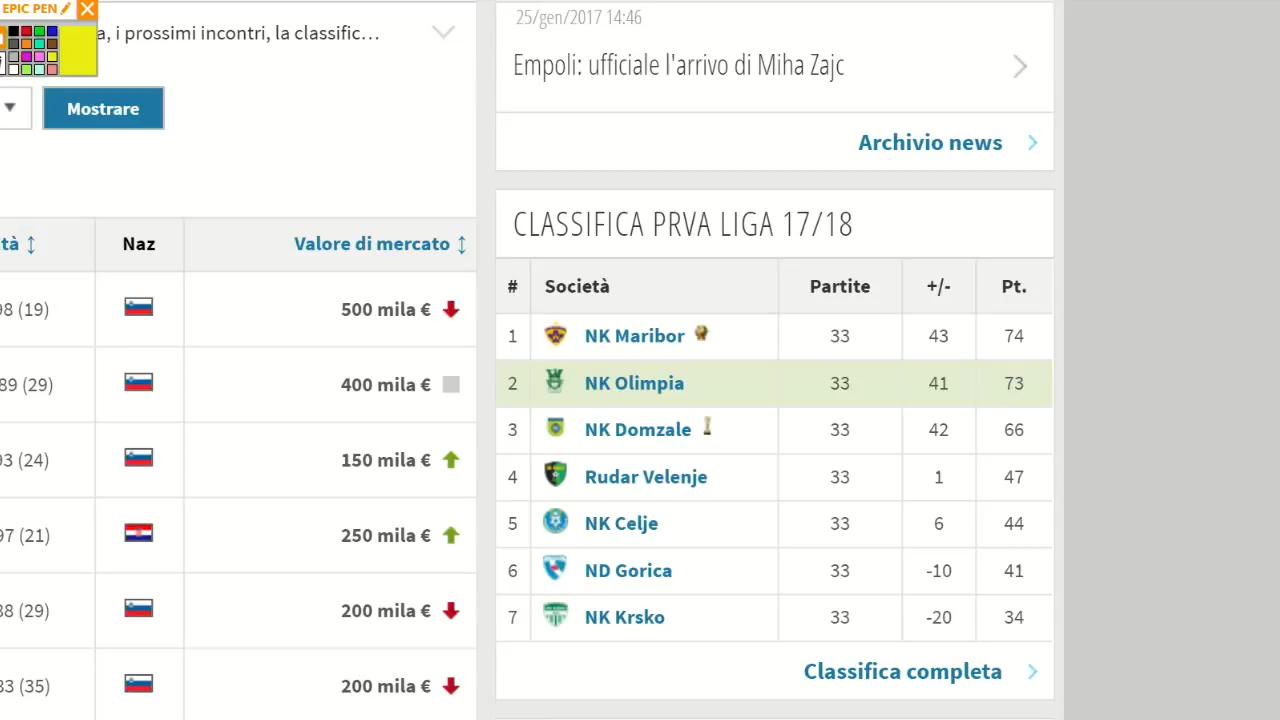 EPIC PEN
a, i prossimi incontri, la classific...
Mostrare
tà Naz Valore di mercato
98 (19) 500 mila €
89 (29) 400 mila €
93 (24) 150 mila €
97 (21) 250 mila €
88 (29) 200 mila €
83 (35) 200 mila €
25/gen/2017 14:46
Empoli: ufficiale l'arrivo di Miha Zajc
Archivio news
CLASSIFICA PRVA LIGA 17/18
# Società Partite +/- Pt.
1 NK Maribor 33 43 74
2 NK Olimpia 33 41 73
3 NK Domzale 33 42 66
4 Rudar Velenje 33 1 47
5 NK Celje 33 6 44
6 ND Gorica 33 -10 41
7 NK Krsko 33 -20 34
Classifica completa